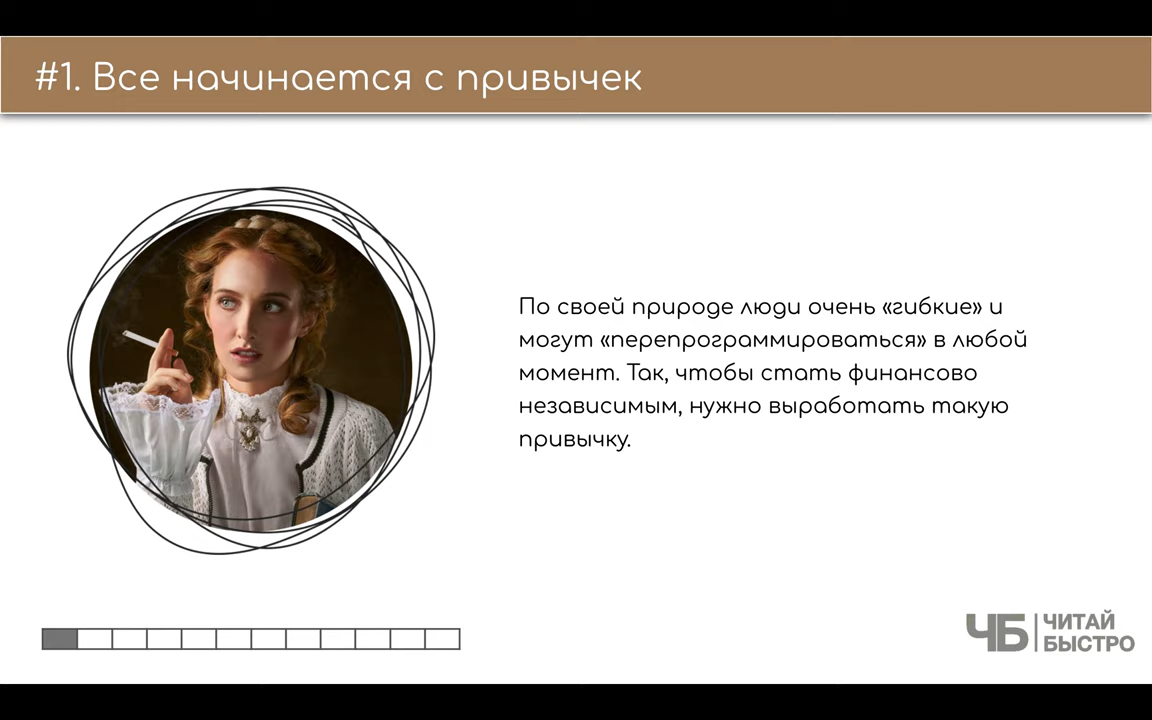 #1. Все начинается с привычек
По своей природе люди очень «гибкие» и
могут «перепрограммироваться» в любой
момент. Так, чтобы стать финансово
независимым, нужно выработать такую
привычку.
ЧБ
ЧИТАЙ
БЫСТРО